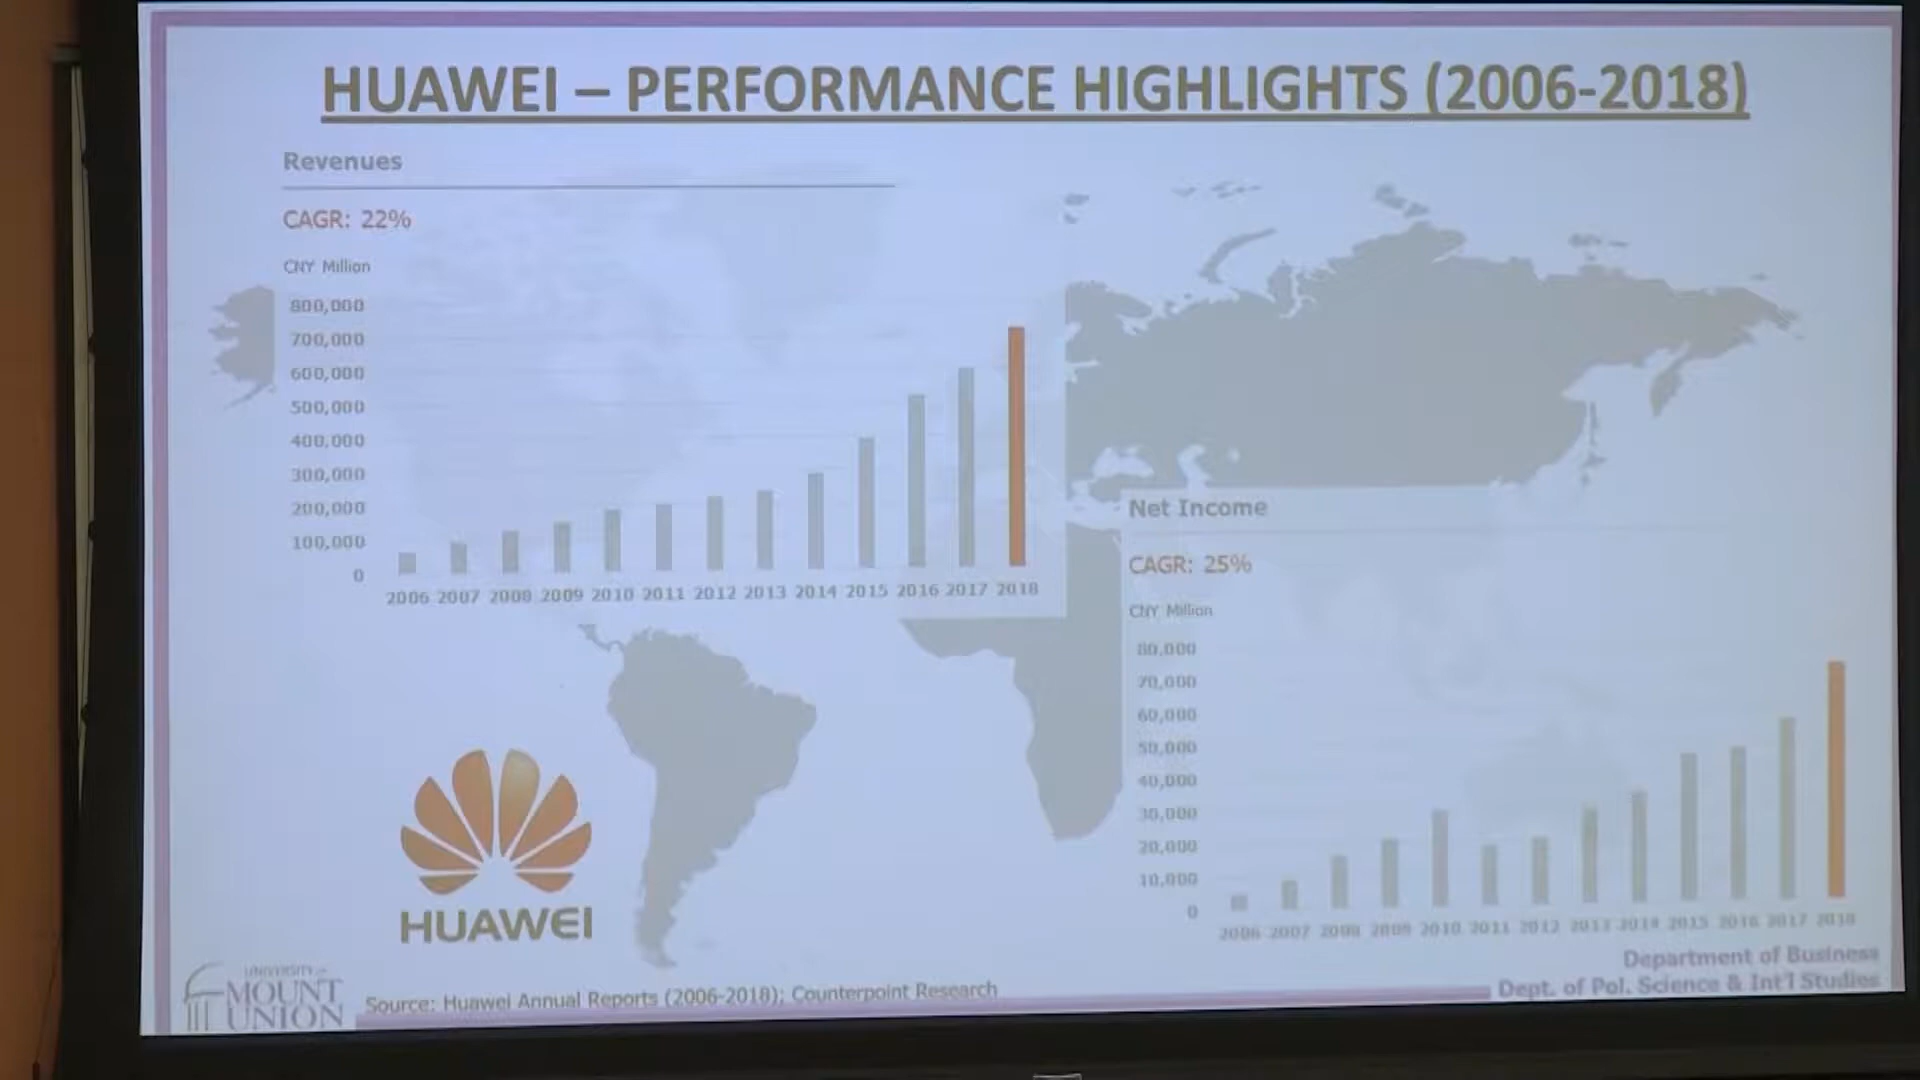 HUAWEI – PERFORMANCE HIGHLIGHTS (2006-2018)
Revenues
CAGR: 22%
CNY Million
800,000
700,000
600,000
500,000
400,000
300,000
200,000
100,000
0
2006 2007 2008 2009 2010 2011 2012 2013 2014 2015 2016 2017 2018
Net Income
CAGR: 25%
CNY Million
80,000
70,000
60,000
50,000
40,000
30,000
20,000
10,000
0
2006 2007 2008 2009 2010 2011 2012 2013 2014 2015 2016 2017 2018
HUAWEI
UNIVERSITY of
MOUNT
UNION
Source: Huawei Annual Reports (2006-2018); Counterpoint Research
Department of Business
Dept. of Pol. Science & Int'l Studies